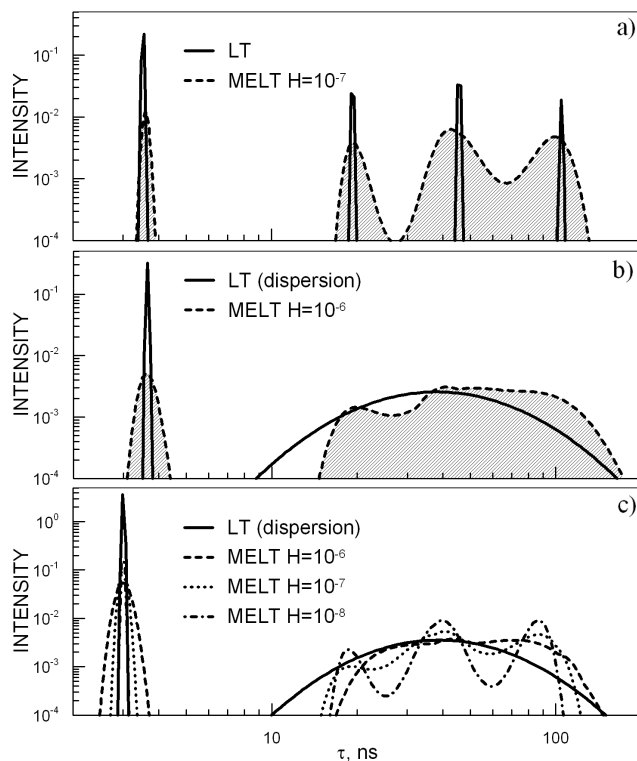 a)
LT
MELT H=10⁻⁷
INTENSITY
10⁻¹
10⁻²
10⁻³
10⁻⁴
b)
LT (dispersion)
MELT H=10⁻⁶
INTENSITY
10⁻¹
10⁻²
10⁻³
10⁻⁴
c)
LT (dispersion)
MELT H=10⁻⁶
MELT H=10⁻⁷
MELT H=10⁻⁸
INTENSITY
10⁰
10⁻¹
10⁻²
10⁻³
10⁻⁴
10 100
τ, ns